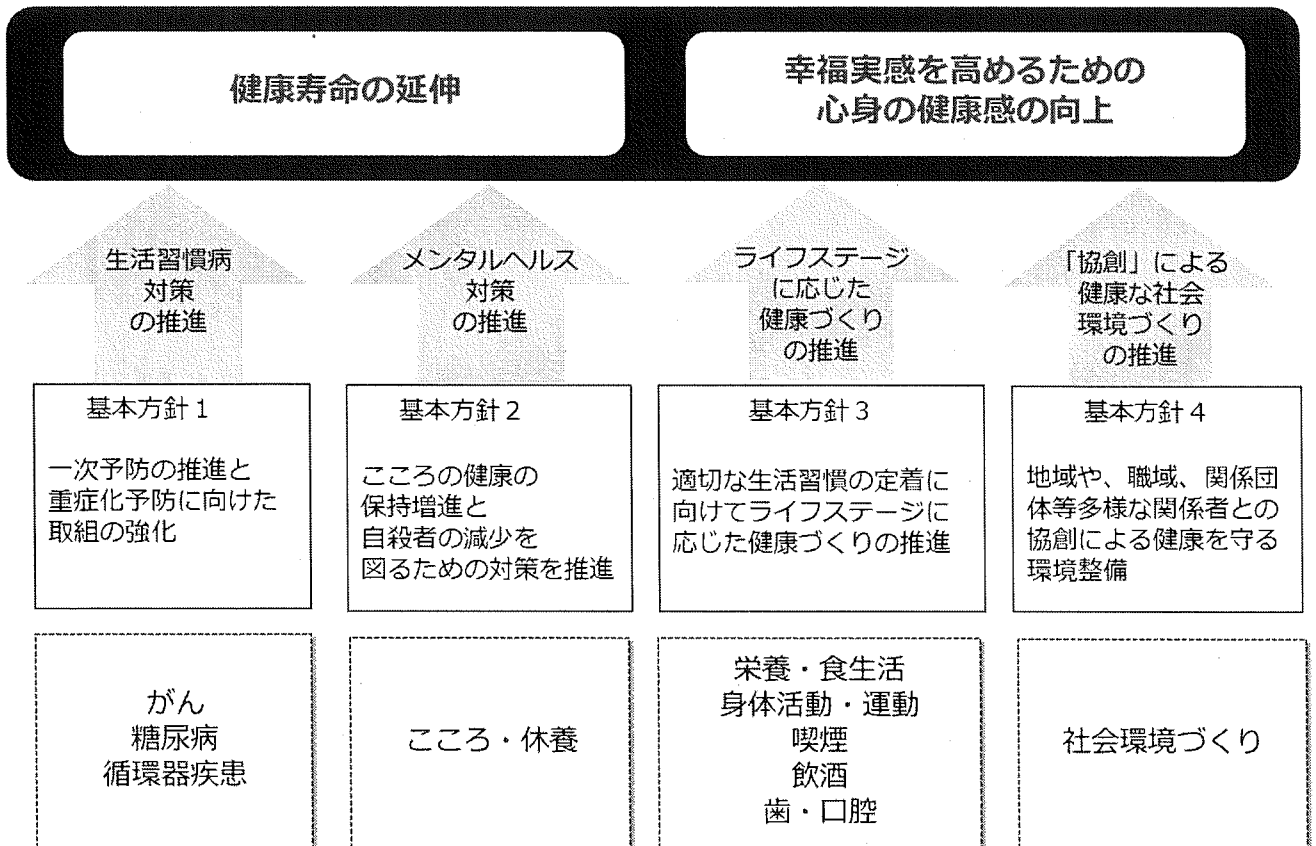 健康寿命の延伸
幸福実感を高めるための
心身の健康感の向上
生活習慣病
対策
の推進
メンタルヘルス
対策
の推進
ライフステージ
に応じた
健康づくり
の推進
「協創」による
健康な社会
環境づくり
の推進
基本方針1
一次予防の推進と
重症化予防に向けた
取組の強化
基本方針2
こころの健康の
保持増進と
自殺者の減少を
図るための対策を推進
基本方針3
適切な生活習慣の定着に
向けてライフステージに
応じた健康づくりの推進
基本方針4
地域や、職域、関係団
体等多様な関係者との
協創による健康を守る
環境整備
がん
糖尿病
循環器疾患
こころ・休養
栄養・食生活
身体活動・運動
喫煙
飲酒
歯・口腔
社会環境づくり